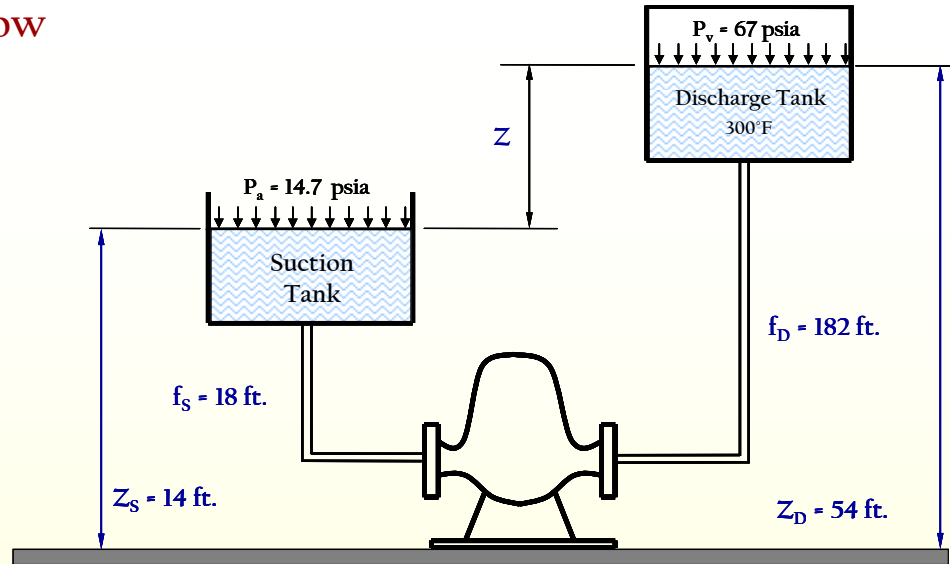 ow
Pv = 67 psia
Discharge Tank
300°F
Z
Pa = 14.7 psia
Suction
Tank
fD = 182 ft.
fS = 18 ft.
ZS = 14 ft.
ZD = 54 ft.